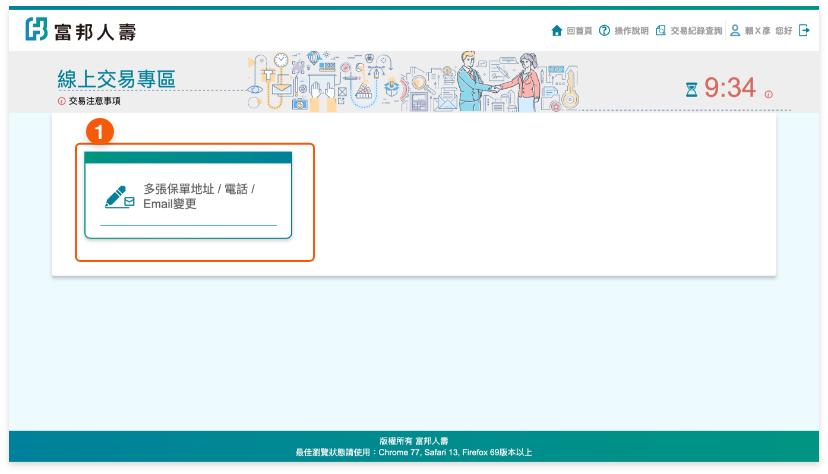 富邦人壽
回首頁 操作說明 交易紀錄查詢 賴X彥 您好
線上交易專區
交易注意事項
9:34
1
多張保單地址 / 電話 /
Email變更
版權所有 富邦人壽
最佳瀏覽狀態請使用：Chrome 77, Safari 13, Firefox 69版本以上